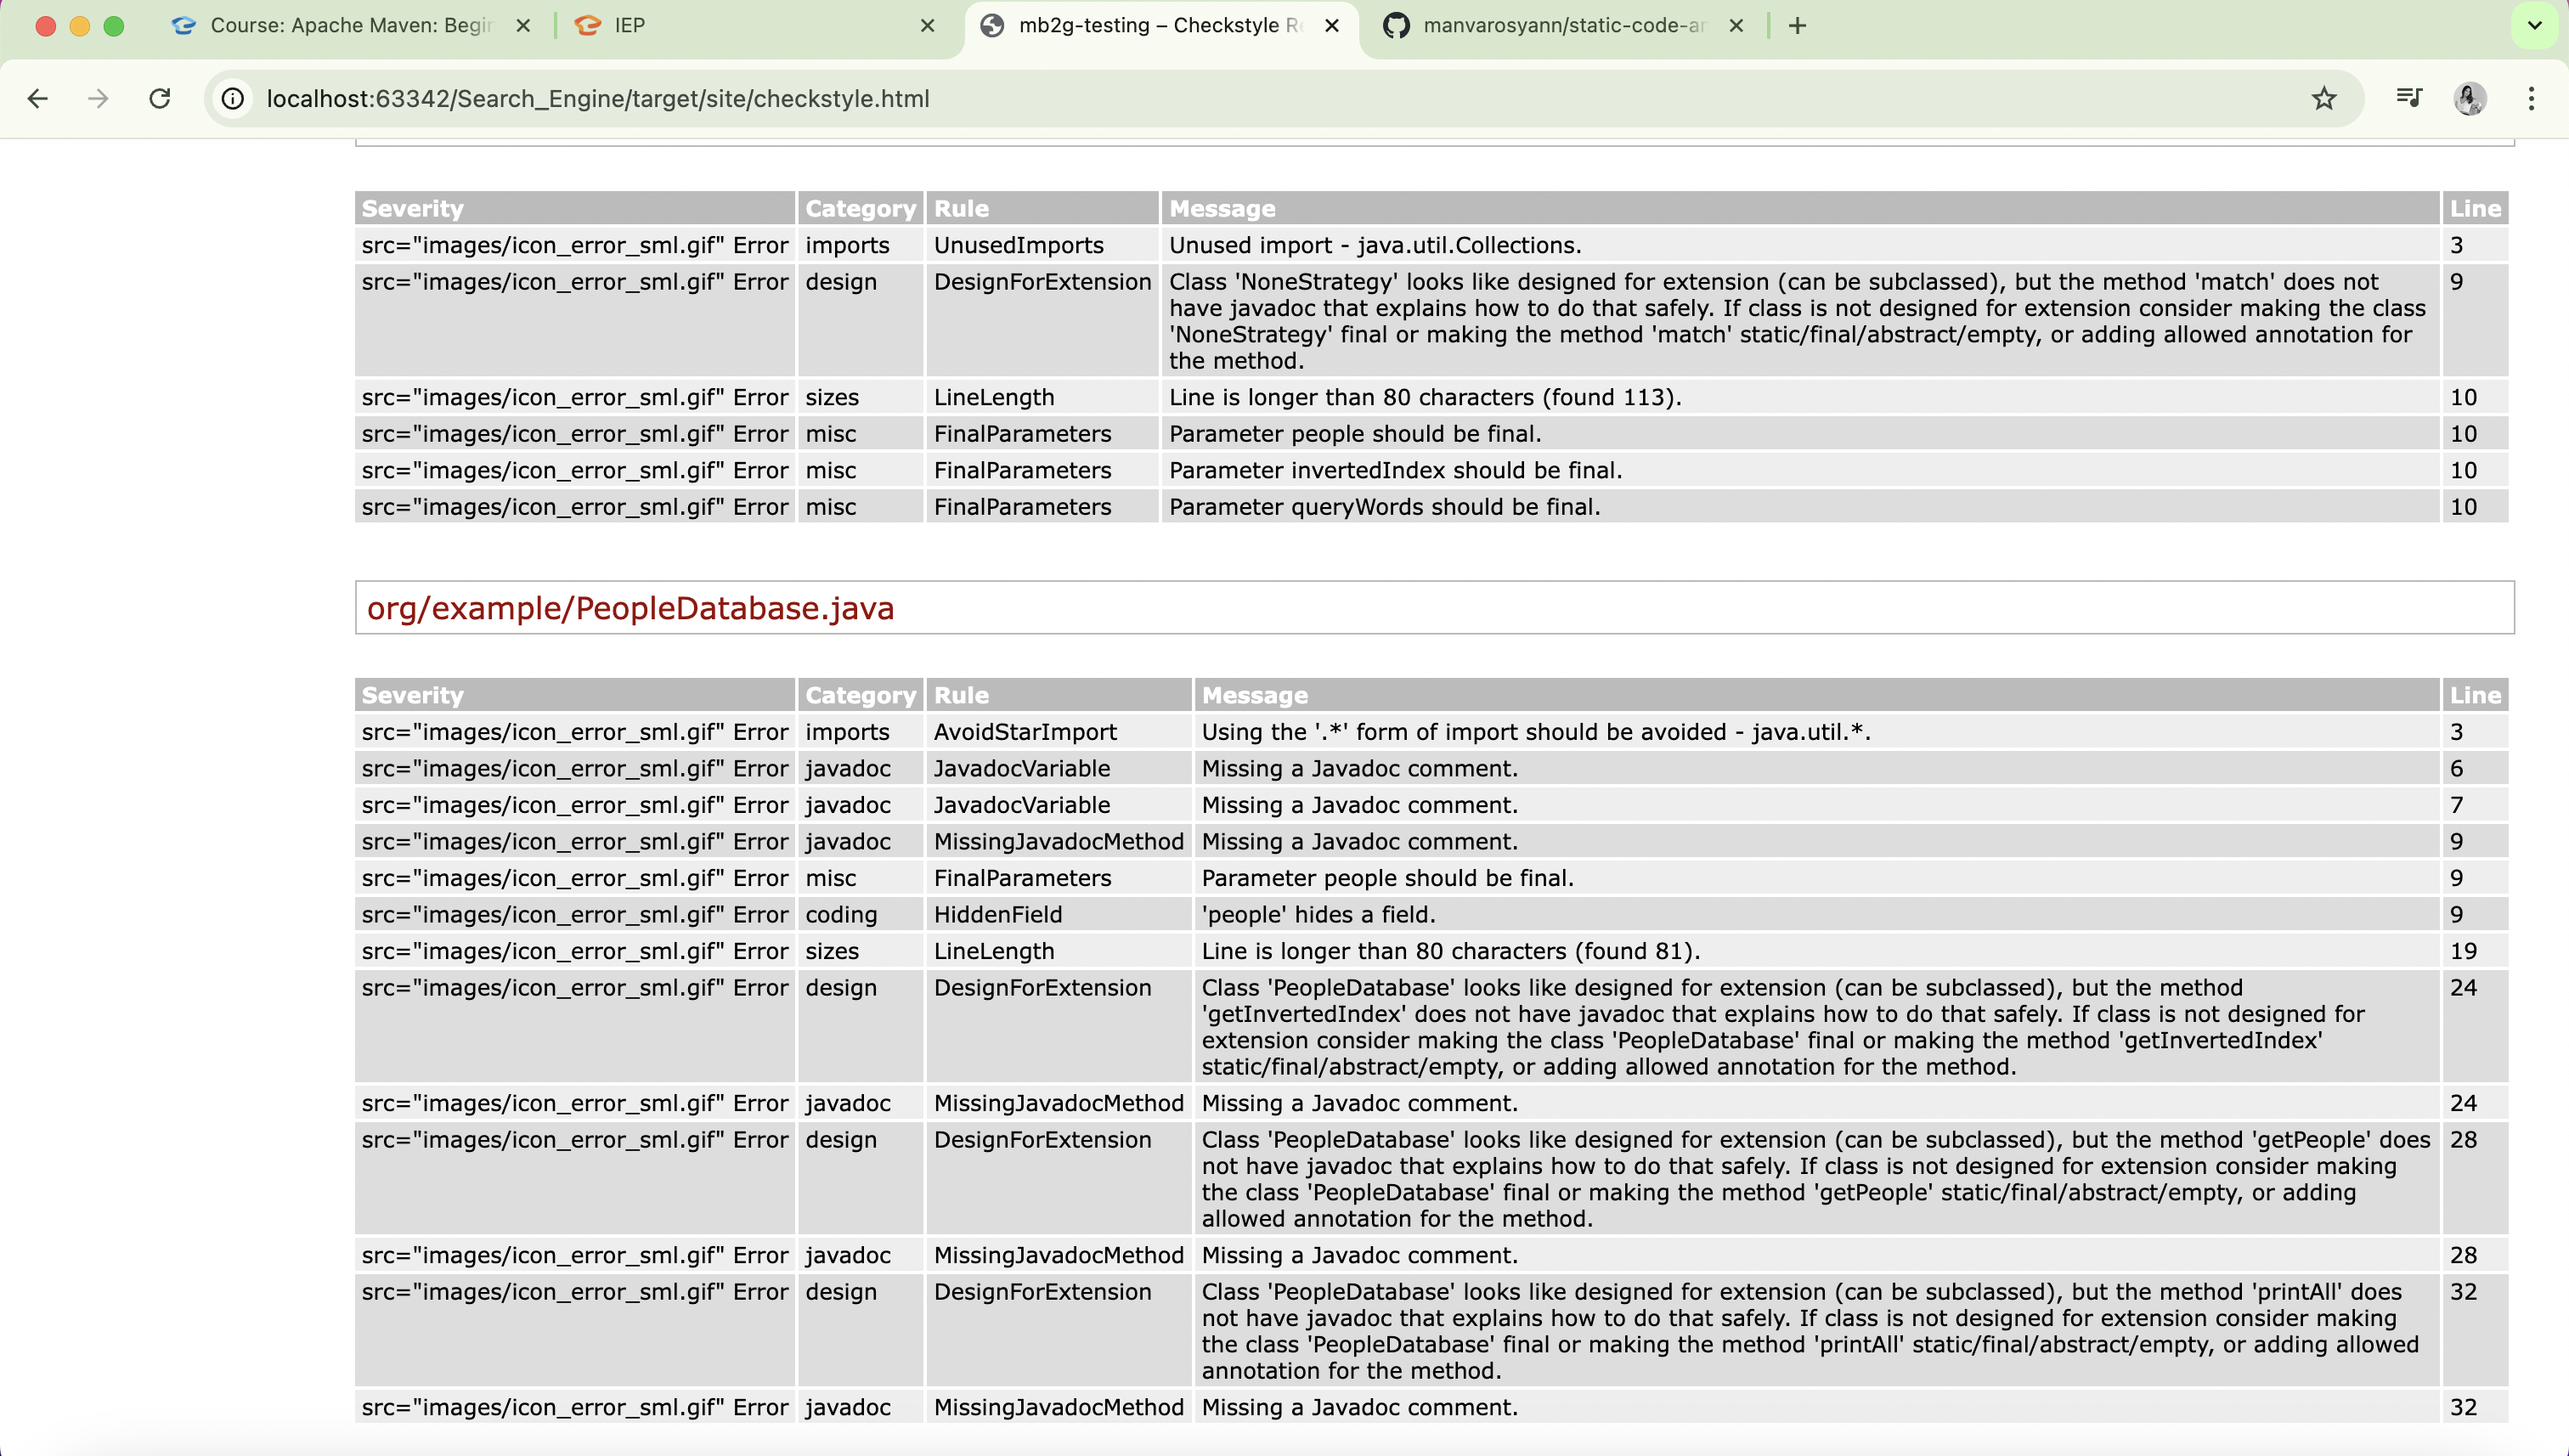 Course: Apache Maven: Begin
IEP
mb2g-testing – Checkstyle Re
manvarosyann/static-code-an
localhost:63342/Search_Engine/target/site/checkstyle.html
Severity Category Rule Message Line
src="images/icon_error_sml.gif" Error imports UnusedImports Unused import - java.util.Collections. 3
src="images/icon_error_sml.gif" Error design DesignForExtension Class 'NoneStrategy' looks like designed for extension (can be subclassed), but the method 'match' does not 9
have javadoc that explains how to do that safely. If class is not designed for extension consider making the class
'NoneStrategy' final or making the method 'match' static/final/abstract/empty, or adding allowed annotation for
the method.
src="images/icon_error_sml.gif" Error sizes LineLength Line is longer than 80 characters (found 113). 10
src="images/icon_error_sml.gif" Error misc FinalParameters Parameter people should be final. 10
src="images/icon_error_sml.gif" Error misc FinalParameters Parameter invertedIndex should be final. 10
src="images/icon_error_sml.gif" Error misc FinalParameters Parameter queryWords should be final. 10
org/example/PeopleDatabase.java
Severity Category Rule Message Line
src="images/icon_error_sml.gif" Error imports AvoidStarImport Using the '.*' form of import should be avoided - java.util.*. 3
src="images/icon_error_sml.gif" Error javadoc JavadocVariable Missing a Javadoc comment. 6
src="images/icon_error_sml.gif" Error javadoc JavadocVariable Missing a Javadoc comment. 7
src="images/icon_error_sml.gif" Error javadoc MissingJavadocMethod Missing a Javadoc comment. 9
src="images/icon_error_sml.gif" Error misc FinalParameters Parameter people should be final. 9
src="images/icon_error_sml.gif" Error coding HiddenField 'people' hides a field. 9
src="images/icon_error_sml.gif" Error sizes LineLength Line is longer than 80 characters (found 81). 19
src="images/icon_error_sml.gif" Error design DesignForExtension Class 'PeopleDatabase' looks like designed for extension (can be subclassed), but the method 24
'getInvertedIndex' does not have javadoc that explains how to do that safely. If class is not designed for
extension consider making the class 'PeopleDatabase' final or making the method 'getInvertedIndex'
static/final/abstract/empty, or adding allowed annotation for the method.
src="images/icon_error_sml.gif" Error javadoc MissingJavadocMethod Missing a Javadoc comment. 24
src="images/icon_error_sml.gif" Error design DesignForExtension Class 'PeopleDatabase' looks like designed for extension (can be subclassed), but the method 'getPeople' does 28
not have javadoc that explains how to do that safely. If class is not designed for extension consider making
the class 'PeopleDatabase' final or making the method 'getPeople' static/final/abstract/empty, or adding
allowed annotation for the method.
src="images/icon_error_sml.gif" Error javadoc MissingJavadocMethod Missing a Javadoc comment. 28
src="images/icon_error_sml.gif" Error design DesignForExtension Class 'PeopleDatabase' looks like designed for extension (can be subclassed), but the method 'printAll' does 32
not have javadoc that explains how to do that safely. If class is not designed for extension consider making
the class 'PeopleDatabase' final or making the method 'printAll' static/final/abstract/empty, or adding allowed
annotation for the method.
src="images/icon_error_sml.gif" Error javadoc MissingJavadocMethod Missing a Javadoc comment. 32